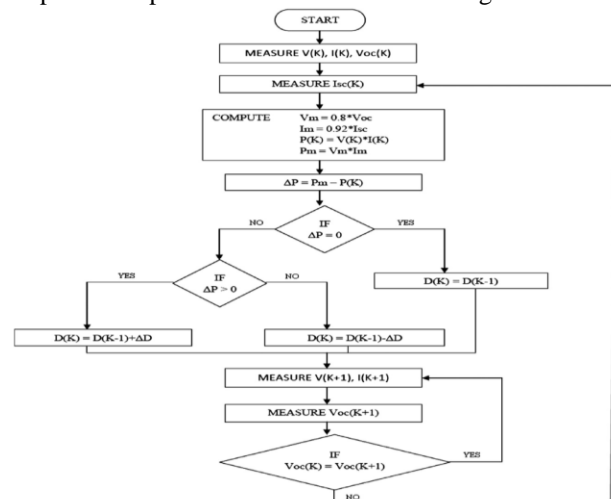 START
MEASURE V(K), I(K), Voc(K)
MEASURE Isc(K)
COMPUTE Vm = 0.8*Voc
Im = 0.92*Isc
P(K) = V(K)*I(K)
Pm = Vm*Im
ΔP = Pm – P(K)
NO
IF
ΔP = 0
YES
YES
IF
ΔP > 0
NO
D(K) = D(K-1)
D(K) = D(K-1)+ΔD
D(K) = D(K-1)-ΔD
MEASURE V(K+1), I(K+1)
MEASURE Voc(K+1)
IF
Voc(K) = Voc(K+1)
YES
NO